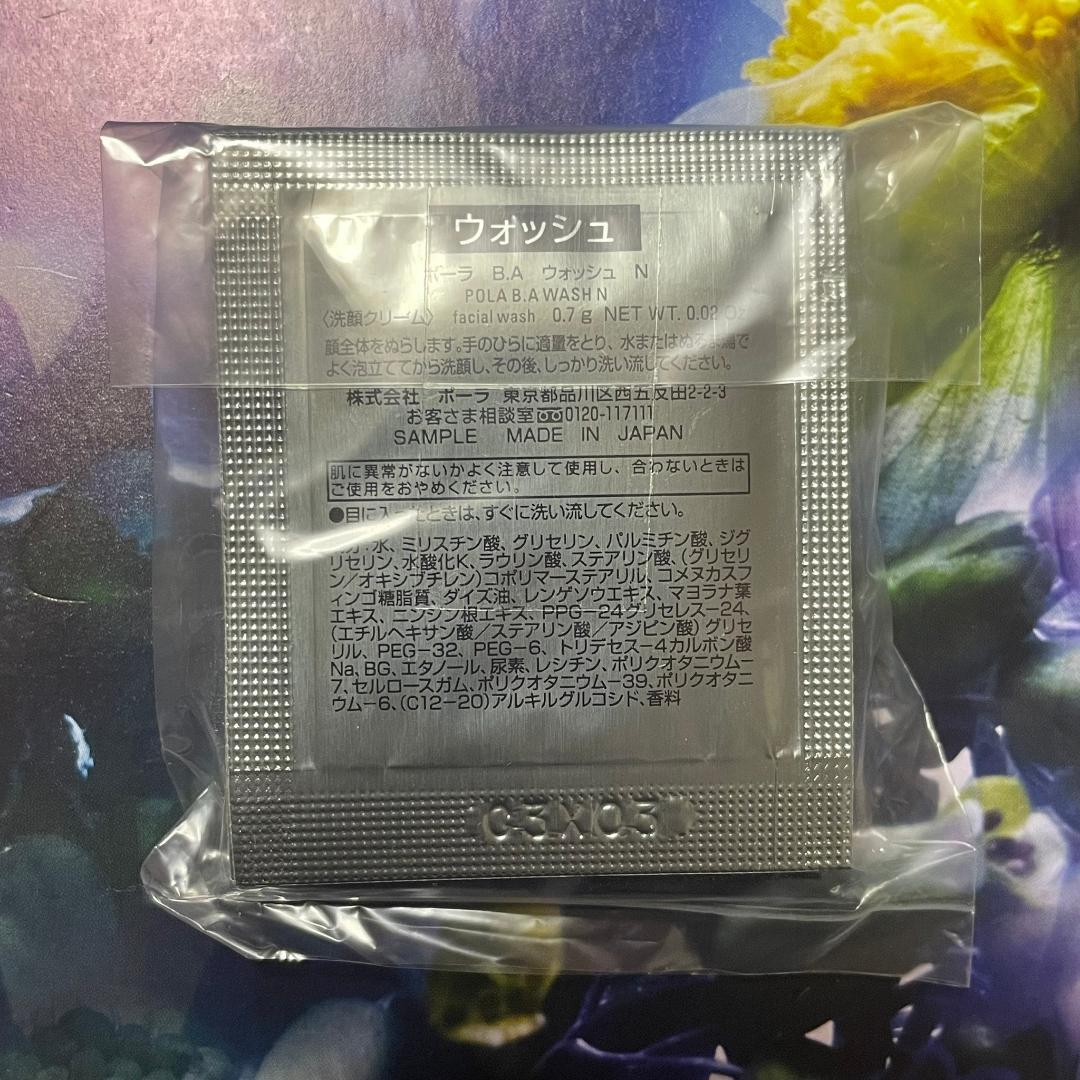 ウォッシュ
ポーラ B.A ウォッシュ N
POLA B.A WASH N
〈洗顔クリーム〉 facial wash 0.7 g NET WT. 0.02 Oz
顔全体をぬらします。手のひらに適量をとり、水またはぬるま湯で
よく泡立ててから洗顔し、その後、しっかり洗い流してください。
株式会社 ポーラ 東京都品川区西五反田2-2-3
お客さま相談室 0120-117111
SAMPLE MADE IN JAPAN
肌に異常がないかよく注意して使用し、合わないときは
ご使用をおやめください。
●目に入ったときは、すぐに洗い流してください。
成分:水、ミリスチン酸、グリセリン、パルミチン酸、ジグ
リセリン、水酸化K、ラウリン酸、ステアリン酸、(グリセリ
ン/オキシブチレン)コポリマーステアリル、コメヌカスフ
ィンゴ糖脂質、ダイズ油、レンゲソウエキス、マヨラナ葉
エキス、ニンジン根エキス、PPG-24グリセレス-24、
(エチルヘキサン酸/ステアリン酸/アジピン酸)グリセ
リル、PEG-32、PEG-6、トリデセス-4カルボン酸
Na、BG、エタノール、尿素、レシチン、ポリクオタニウム-
7、セルロースガム、ポリクオタニウム-39、ポリクオタニ
ウム-6、(C12-20)アルキルグルコシド、香料